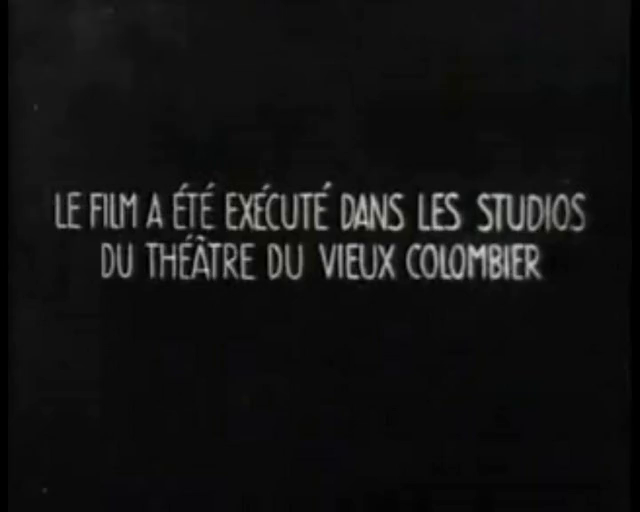 LE FILM A ÉTÉ EXÉCUTÉ DANS LES STUDIOS
DU THÉÂTRE DU VIEUX COLOMBIER